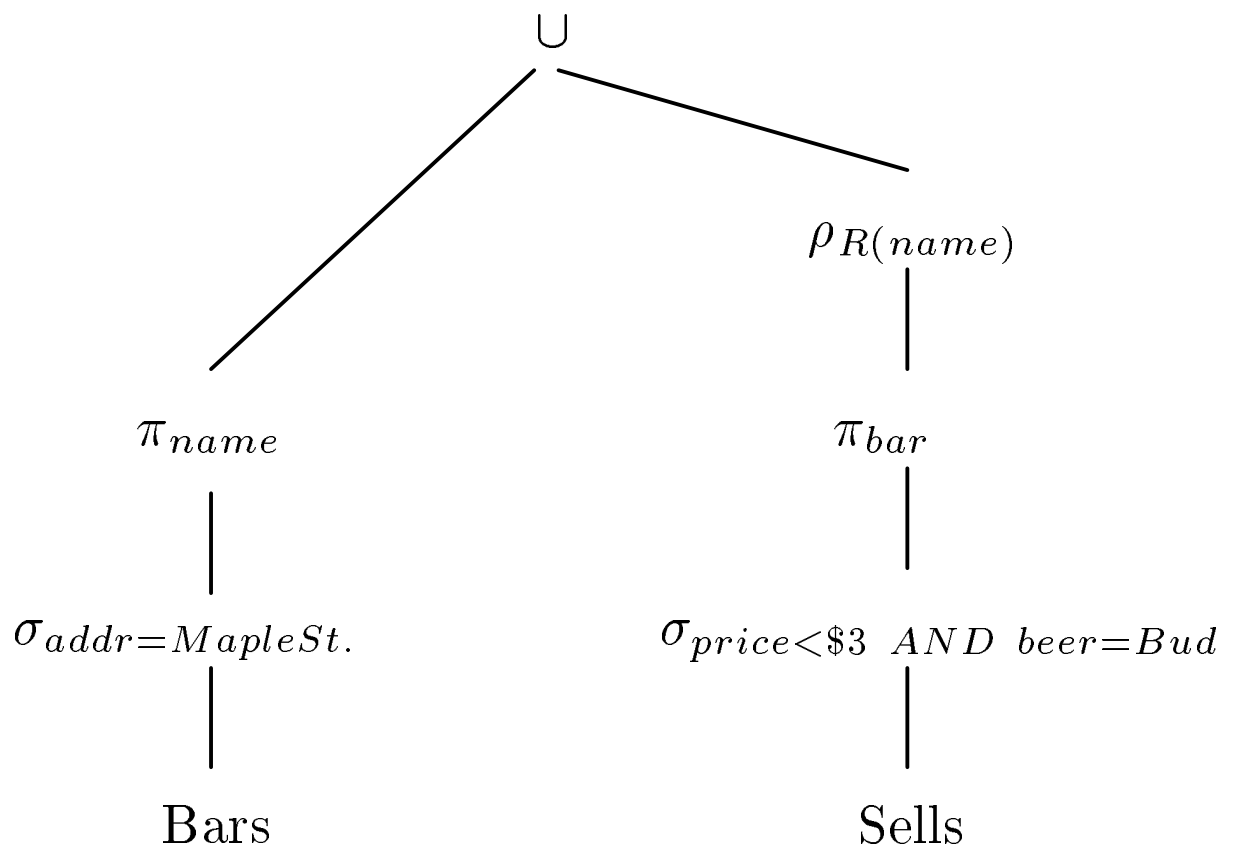 ∪
ρR(name)
πname πbar
σaddr=MapleSt. σprice<$3 AND beer=Bud
Bars Sells